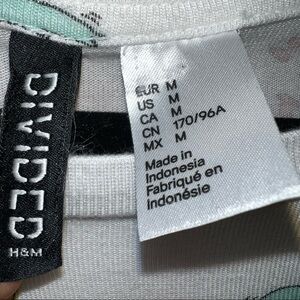 DIVIDED
H&M
EUR M
US M
CA M
CN 170/96A
MX M
Made in
Indonesia
Fabriqué en
Indonésie